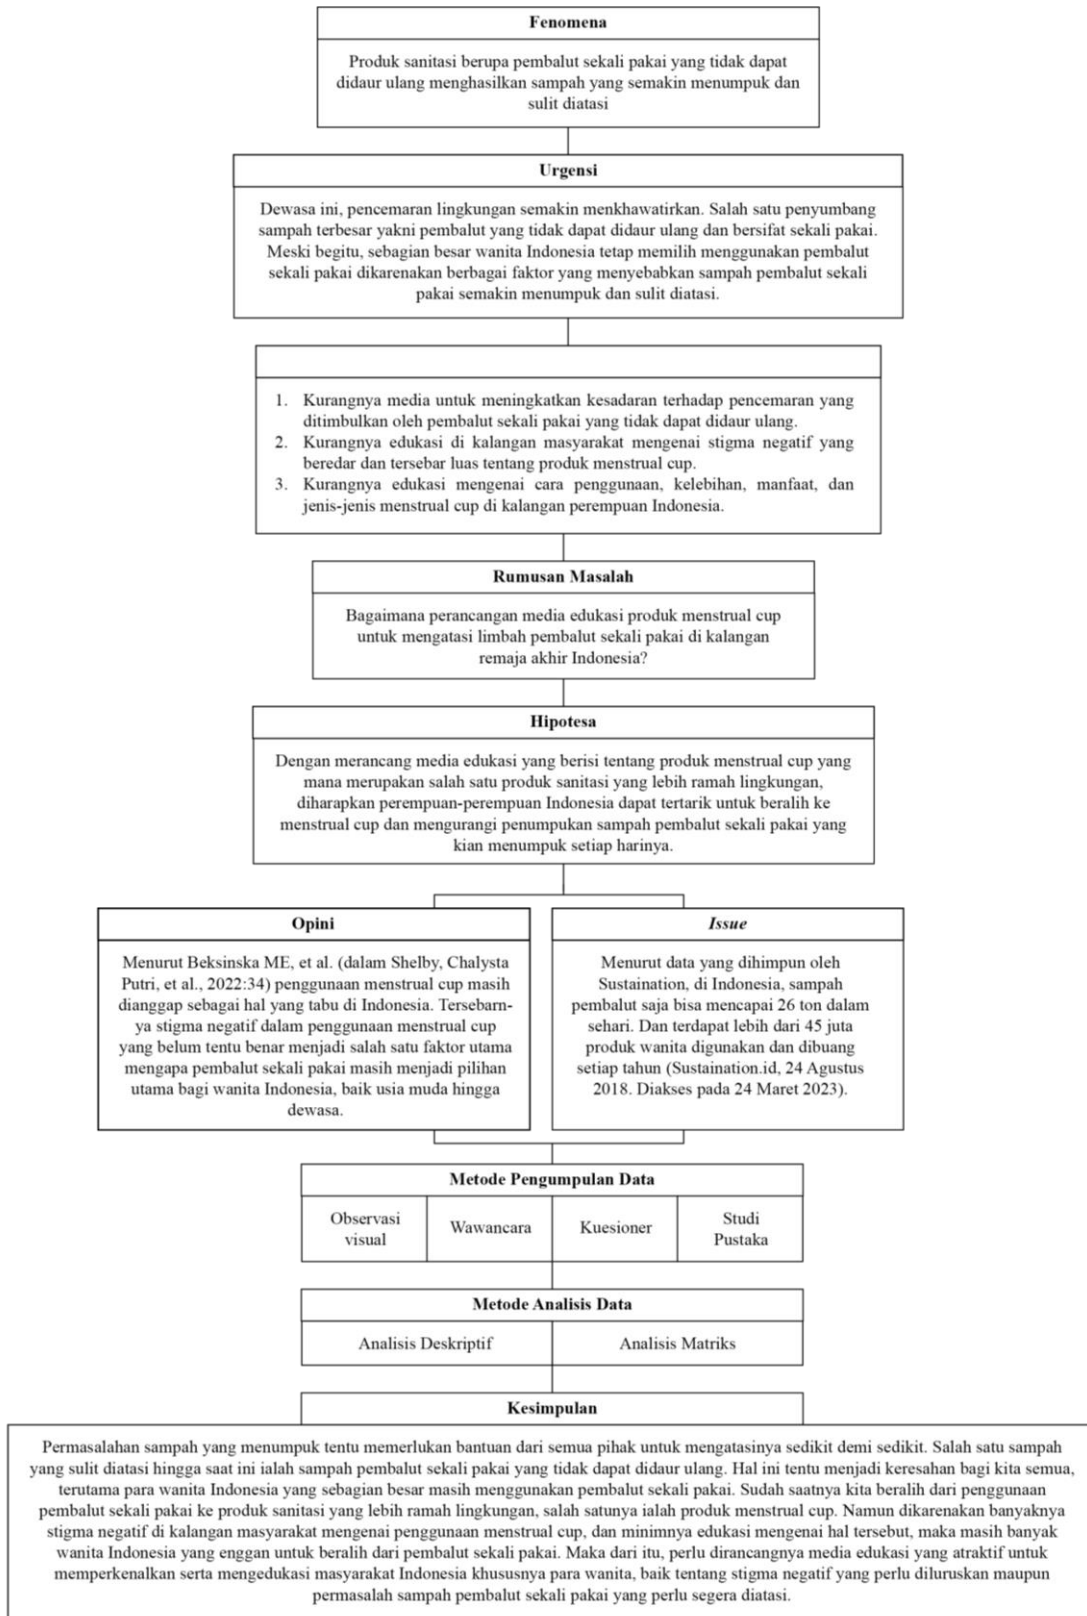 Fenomena
Produk sanitasi berupa pembalut sekali pakai yang tidak dapat
didaur ulang menghasilkan sampah yang semakin menumpuk dan
sulit diatasi
Urgensi
Dewasa ini, pencemaran lingkungan semakin menkhawatirkan. Salah satu penyumbang
sampah terbesar yakni pembalut yang tidak dapat didaur ulang dan bersifat sekali pakai.
Meski begitu, sebagian besar wanita Indonesia tetap memilih menggunakan pembalut
sekali pakai dikarenakan berbagai faktor yang menyebabkan sampah pembalut sekali
pakai semakin menumpuk dan sulit diatasi.
1. Kurangnya media untuk meningkatkan kesadaran terhadap pencemaran yang
ditimbulkan oleh pembalut sekali pakai yang tidak dapat didaur ulang.
2. Kurangnya edukasi di kalangan masyarakat mengenai stigma negatif yang
beredar dan tersebar luas tentang produk menstrual cup.
3. Kurangnya edukasi mengenai cara penggunaan, kelebihan, manfaat, dan
jenis-jenis menstrual cup di kalangan perempuan Indonesia.
Rumusan Masalah
Bagaimana perancangan media edukasi produk menstrual cup
untuk mengatasi limbah pembalut sekali pakai di kalangan
remaja akhir Indonesia?
Hipotesa
Dengan merancang media edukasi yang berisi tentang produk menstrual cup yang
mana merupakan salah satu produk sanitasi yang lebih ramah lingkungan,
diharapkan perempuan-perempuan Indonesia dapat tertarik untuk beralih ke
menstrual cup dan mengurangi penumpukan sampah pembalut sekali pakai yang
kian menumpuk setiap harinya.
Opini
Menurut Beksinska ME, et al. (dalam Shelby, Chalysta
Putri, et al., 2022:34) penggunaan menstrual cup masih
dianggap sebagai hal yang tabu di Indonesia. Tersebarn-
ya stigma negatif dalam penggunaan menstrual cup
yang belum tentu benar menjadi salah satu faktor utama
mengapa pembalut sekali pakai masih menjadi pilihan
utama bagi wanita Indonesia, baik usia muda hingga
dewasa.
Issue
Menurut data yang dihimpun oleh
Sustaination, di Indonesia, sampah
pembalut saja bisa mencapai 26 ton dalam
sehari. Dan terdapat lebih dari 45 juta
produk wanita digunakan dan dibuang
setiap tahun (Sustaination.id, 24 Agustus
2018. Diakses pada 24 Maret 2023).
Metode Pengumpulan Data
Observasi
visual
Wawancara
Kuesioner
Studi
Pustaka
Metode Analisis Data
Analisis Deskriptif
Analisis Matriks
Kesimpulan
Permasalahan sampah yang menumpuk tentu memerlukan bantuan dari semua pihak untuk mengatasinya sedikit demi sedikit. Salah satu sampah
yang sulit diatasi hingga saat ini ialah sampah pembalut sekali pakai yang tidak dapat didaur ulang. Hal ini tentu menjadi keresahan bagi kita semua,
terutama para wanita Indonesia yang sebagian besar masih menggunakan pembalut sekali pakai. Sudah saatnya kita beralih dari penggunaan
pembalut sekali pakai ke produk sanitasi yang lebih ramah lingkungan, salah satunya ialah produk menstrual cup. Namun dikarenakan banyaknya
stigma negatif di kalangan masyarakat mengenai penggunaan menstrual cup, dan minimnya edukasi mengenai hal tersebut, maka masih banyak
wanita Indonesia yang enggan untuk beralih dari pembalut sekali pakai. Maka dari itu, perlu dirancangnya media edukasi yang atraktif untuk
memperkenalkan serta mengedukasi masyarakat Indonesia khususnya para wanita, baik tentang stigma negatif yang perlu diluruskan maupun
permasalah sampah pembalut sekali pakai yang perlu segera diatasi.